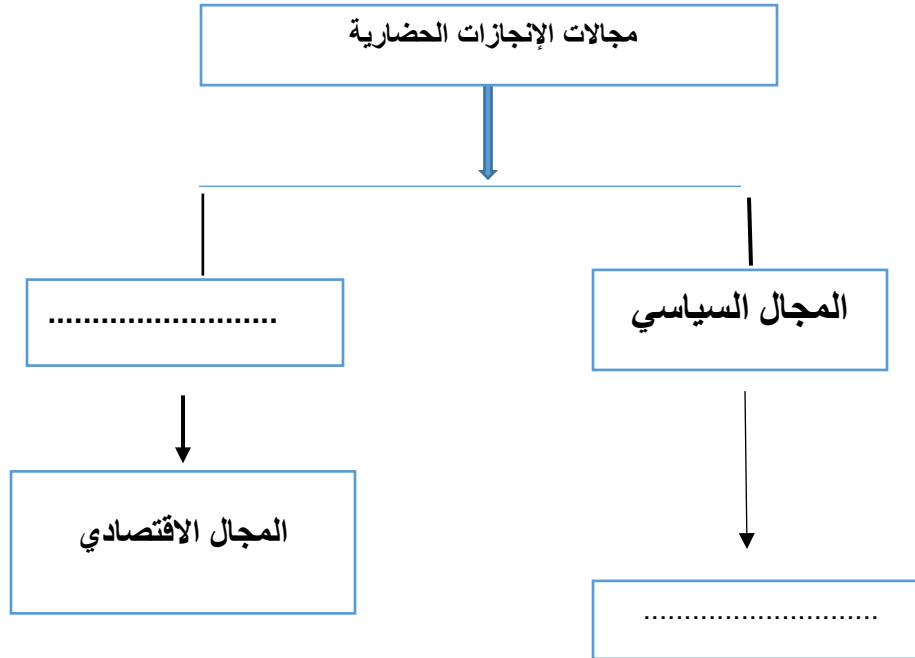 مجالات الإنجازات الحضارية
المجال السياسي
..........................
المجال الاقتصادي
............................